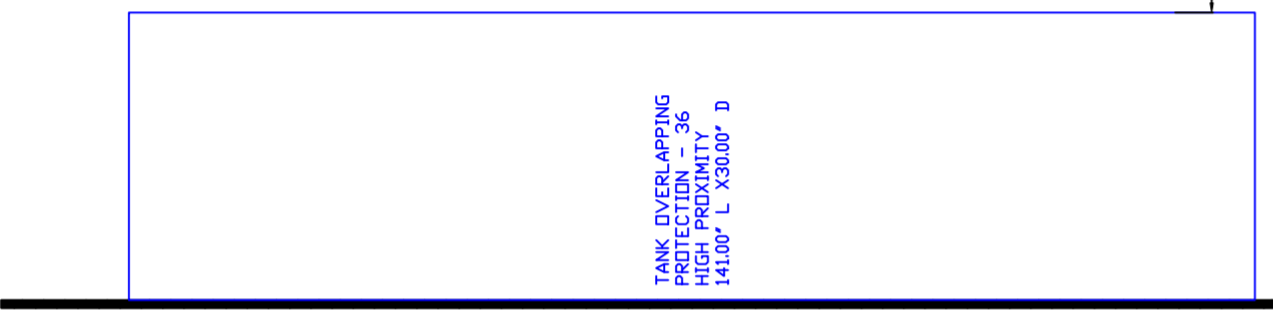 TANK OVERLAPPING
PROTECTION - 36
HIGH PROXIMITY
141.00" L X30.00" D